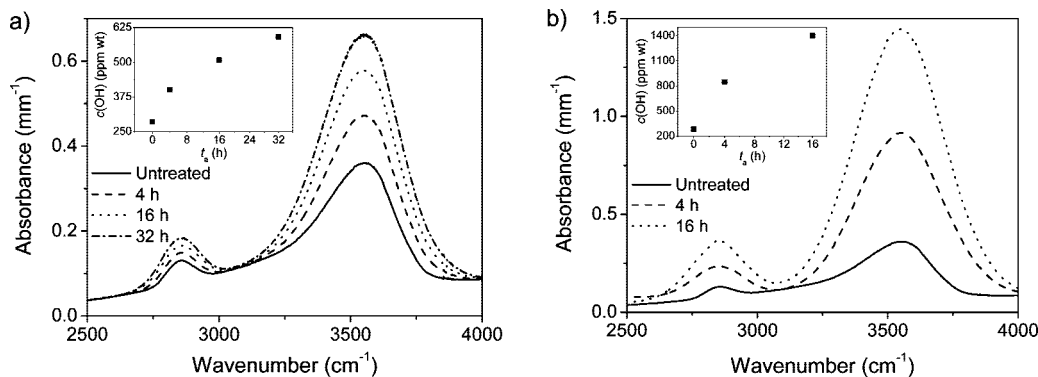 a)
625
500
375
250
0 8 16 24 32
c(OH) (ppm wt)
tₐ (h)
0.6
0.4
0.2
0.0
Untreated
4 h
16 h
32 h
2500 3000 3500 4000
Absorbance (mm⁻¹)
Wavenumber (cm⁻¹)
b)
1400
1100
800
500
200
0 4 8 12 16
c(OH) (ppm wt)
tₐ (h)
1.5
1.0
0.5
0.0
Untreated
4 h
16 h
2500 3000 3500 4000
Absorbance (mm⁻¹)
Wavenumber (cm⁻¹)